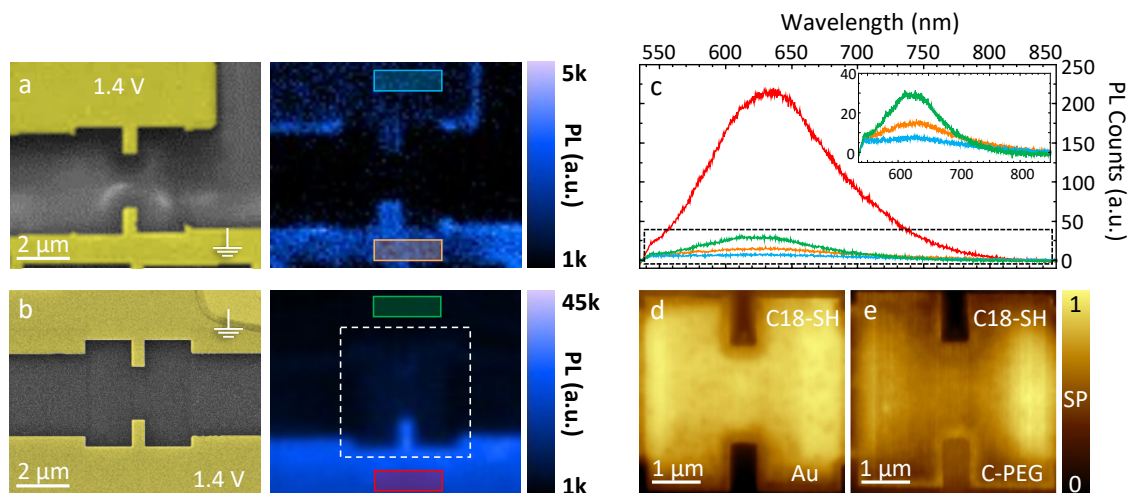 a
1.4 V
2 μm
5k
PL (a.u.)
1k
b
2 μm
1.4 V
45k
PL (a.u.)
1k
Wavelength (nm)
550 600 650 700 750 800 850
c
250
200
150
100
50
0
PL Counts (a.u.)
40
20
0
600 700 800
d
C18-SH
1 μm
Au
e
C18-SH
1 μm
C-PEG
1
SP
0